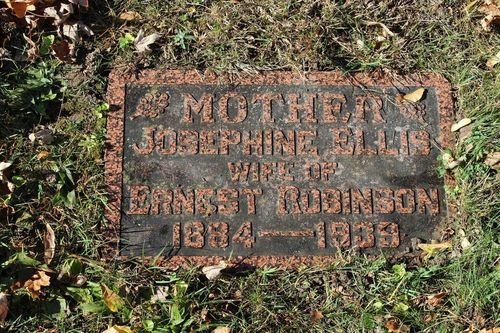 MOTHER
JOSEPHINE ELLIS
WIFE OF
ERNEST ROBINSON
1884—1939